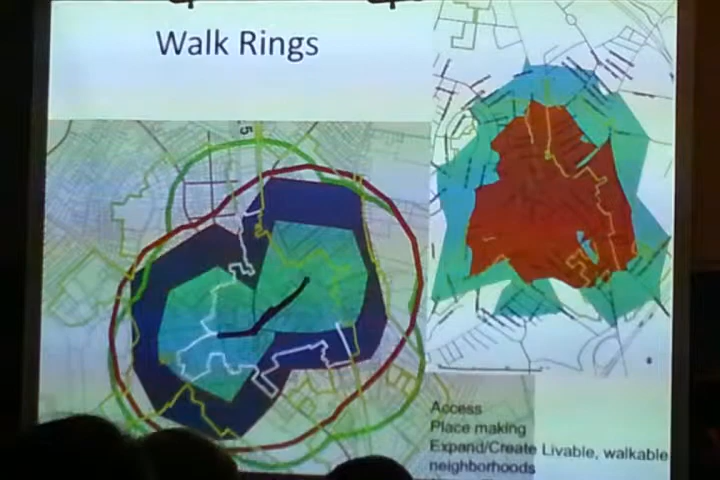 Walk Rings
Access
Place making
Expand/Create Livable, walkable
neighborhoods